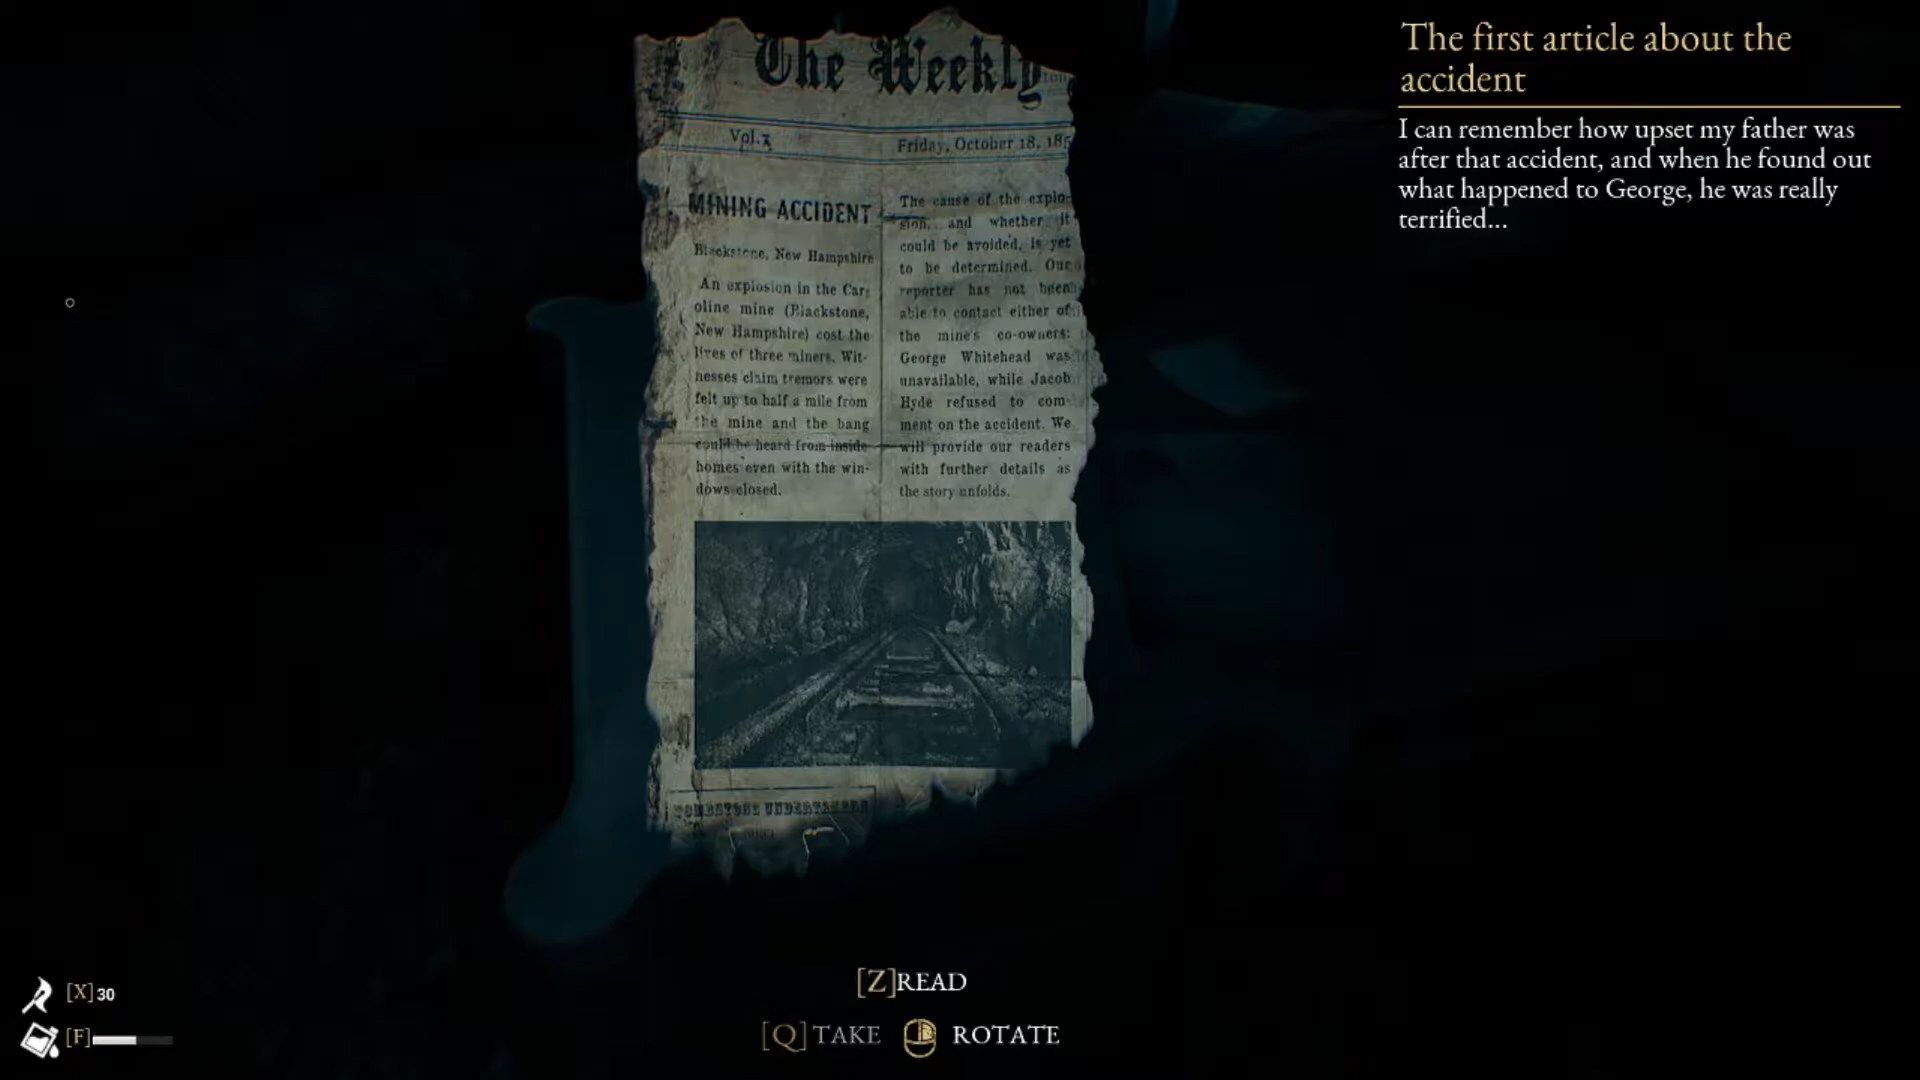 The Weekly
Vol.
Friday, October 18, 185
MINING ACCIDENT
Blackstone, New Hampshire
An explosion in the Car-
oline mine (Blackstone,
New Hampshire) cost the
lives of three miners. Wit-
nesses claim tremors were
felt up to half a mile from
the mine and the bang
could be heard from inside
homes even with the win-
dows closed.
The cause of the explo-
sion, and whether it
could be avoided, is yet
to be determined. Our
reporter has not been
able to contact either of
the mine's co-owners:
George Whitehead was
unavailable, while Jacob
Hyde refused to com-
ment on the accident. We
will provide our readers
with further details as
the story unfolds.
TOMBSTONE UNDERTAKERS
The first article about the
accident
I can remember how upset my father was
after that accident, and when he found out
what happened to George, he was really
terrified...
[X] 30
[F]
[Z] READ
[Q] TAKE ROTATE